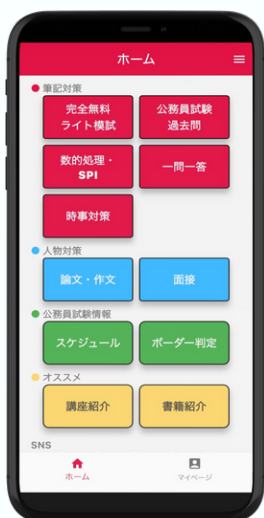 ホーム
筆記対策
完全無料
ライト模試
公務員試験
過去問
数的処理・
SPI
一問一答
時事対策
人物対策
論文・作文
面接
公務員試験情報
スケジュール
ボーダー判定
オススメ
講座紹介
書籍紹介
SNS
ホーム
マイページ